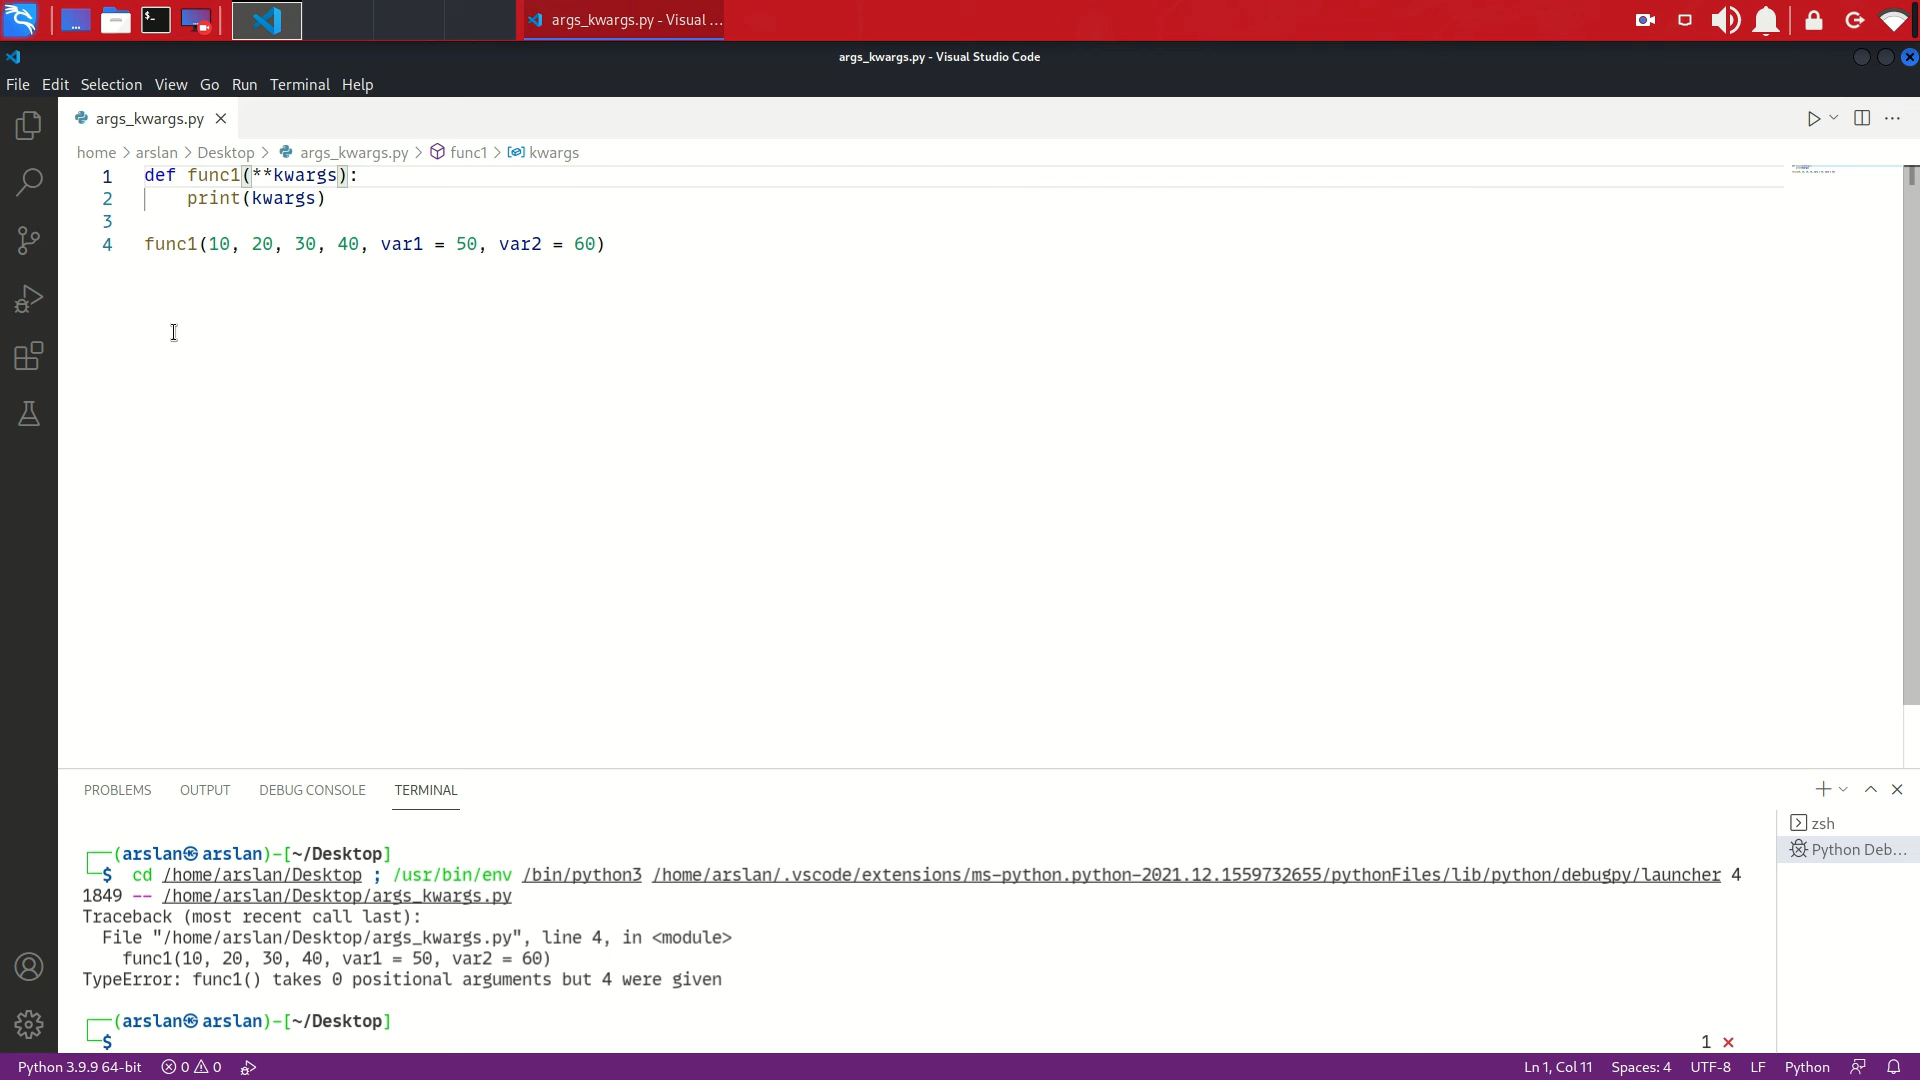 args_kwargs.py - Visual ...
args_kwargs.py - Visual Studio Code
File Edit Selection View Go Run Terminal Help
args_kwargs.py
home > arslan > Desktop > args_kwargs.py > func1 > kwargs
1 def func1(**kwargs):
2     print(kwargs)
3
4 func1(10, 20, 30, 40, var1 = 50, var2 = 60)
PROBLEMS OUTPUT DEBUG CONSOLE TERMINAL
zsh
Python Deb...
┌──(arslan㉿arslan)-[~/Desktop]
└─$ cd /home/arslan/Desktop ; /usr/bin/env /bin/python3 /home/arslan/.vscode/extensions/ms-python.python-2021.12.1559732655/pythonFiles/lib/python/debugpy/launcher 4
1849 -- /home/arslan/Desktop/args_kwargs.py
Traceback (most recent call last):
  File "/home/arslan/Desktop/args_kwargs.py", line 4, in <module>
    func1(10, 20, 30, 40, var1 = 50, var2 = 60)
TypeError: func1() takes 0 positional arguments but 4 were given
┌──(arslan㉿arslan)-[~/Desktop]
└─$ 1 ✗
Python 3.9.9 64-bit 0 0 Ln 1, Col 11 Spaces: 4 UTF-8 LF Python